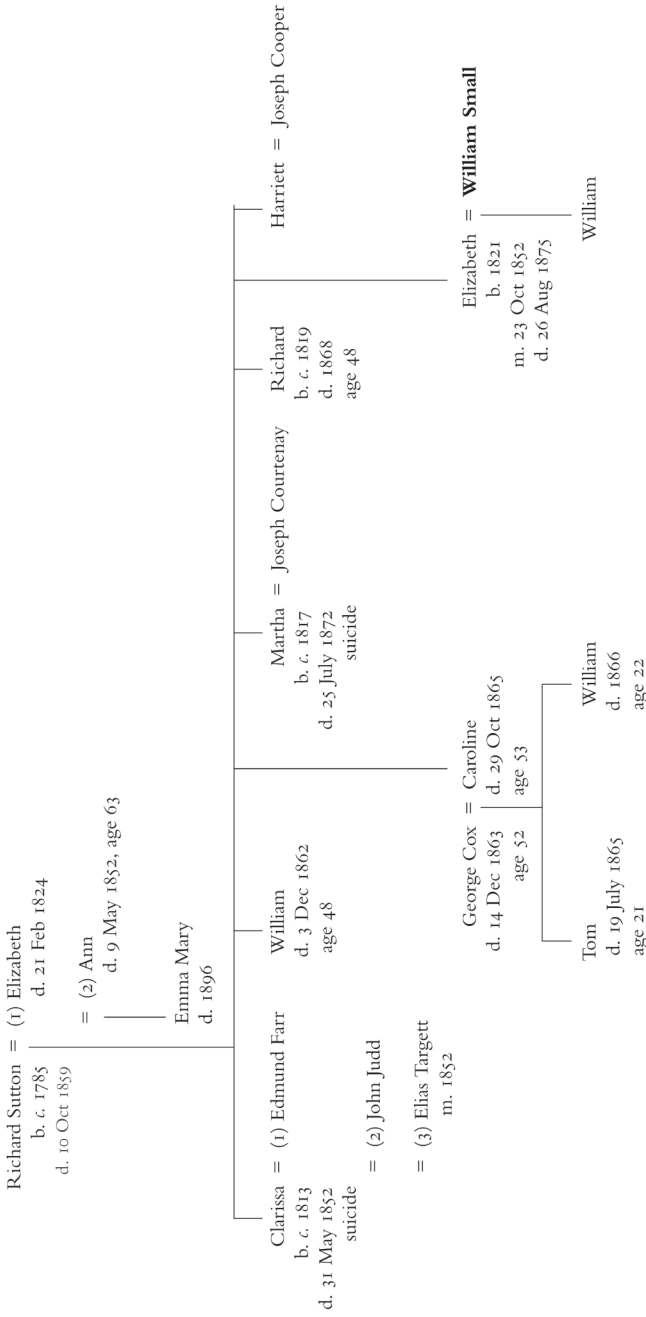 Richard Sutton = (1) Elizabeth
b. c. 1785
d. 10 Oct 1859
d. 21 Feb 1824
= (2) Ann
d. 9 May 1852, age 63
Emma Mary
d. 1896
Clarissa = (1) Edmund Farr
b. c. 1813
d. 31 May 1852
suicide
= (2) John Judd
= (3) Elias Targett
m. 1852
William
d. 3 Dec 1862
age 48
Martha = Joseph Courtenay
b. c. 1817
d. 25 July 1872
suicide
Richard
b. c. 1819
d. 1868
age 48
Harriett = Joseph Cooper
George Cox = Caroline
d. 14 Dec 1863
age 52
d. 29 Oct 1865
age 53
Elizabeth = William Small
b. 1821
m. 23 Oct 1852
d. 26 Aug 1875
Tom
d. 19 July 1865
age 21
William
d. 1866
age 22
William